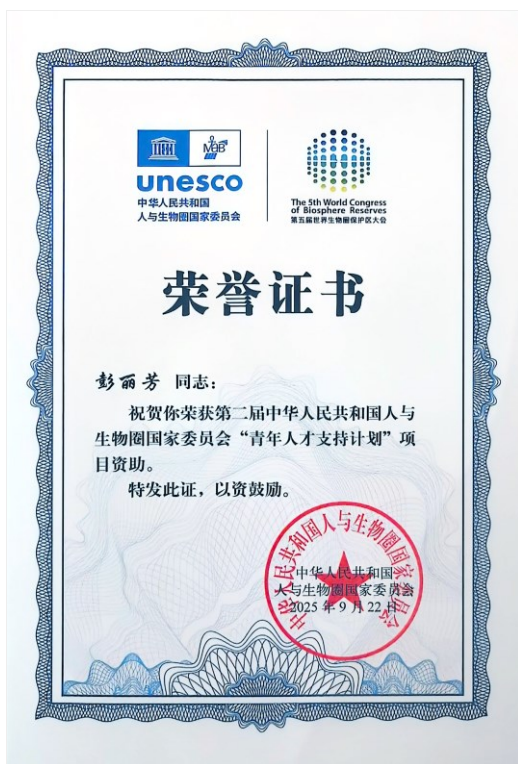 MAB
unesco
中华人民共和国
人与生物圈国家委员会
The 5th World Congress
of Biosphere Reserves
第五届世界生物圈保护区大会
荣誉证书
彭丽芳 同志：
祝贺你荣获第二届中华人民共和国人与
生物圈国家委员会“青年人才支持计划”项
目资助。
特发此证，以资鼓励。
中华人民共和国人与生物圈国家委员会
中华人民共和国
人与生物圈国家委员会
2025 年 9 月 22 日